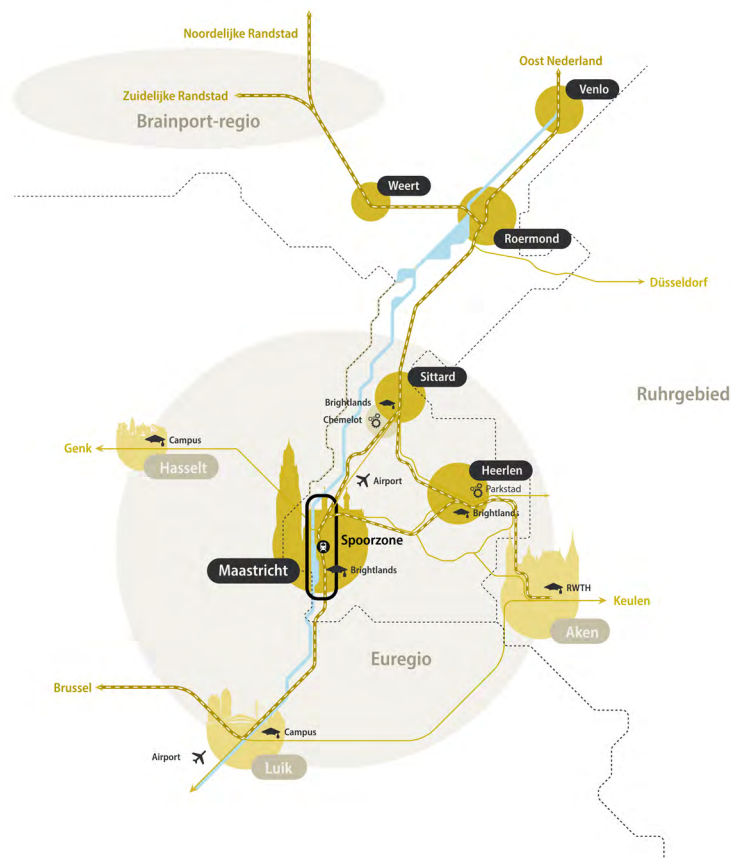 Noordelijke Randstad
Oost Nederland
Venlo
Zuidelijke Randstad
Brainport-regio
Weert
Roermond
Düsseldorf
Sittard
Ruhrgebied
Brightlands
Chemelot
Campus
Genk
Hasselt
Heerlen
Airport
Parkstad
Brightlands
Spoorzone
Maastricht
Brightlands
RWTH
Keulen
Aken
Euregio
Brussel
Campus
Airport
Luik